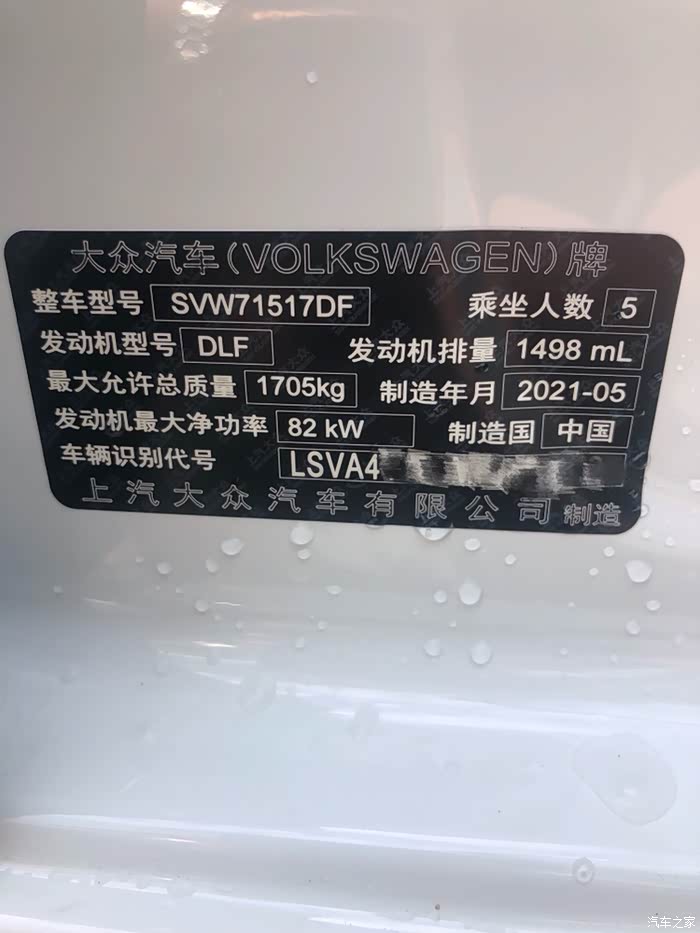 大众汽车(VOLKSWAGEN)牌
整车型号 SVW71517DF 乘坐人数 5
发动机型号 DLF 发动机排量 1498 mL
最大允许总质量 1705kg 制造年月 2021-05
发动机最大净功率 82 kW 制造国 中国
车辆识别代号 LSVA4
上汽大众汽车有限公司 制造
汽车之家